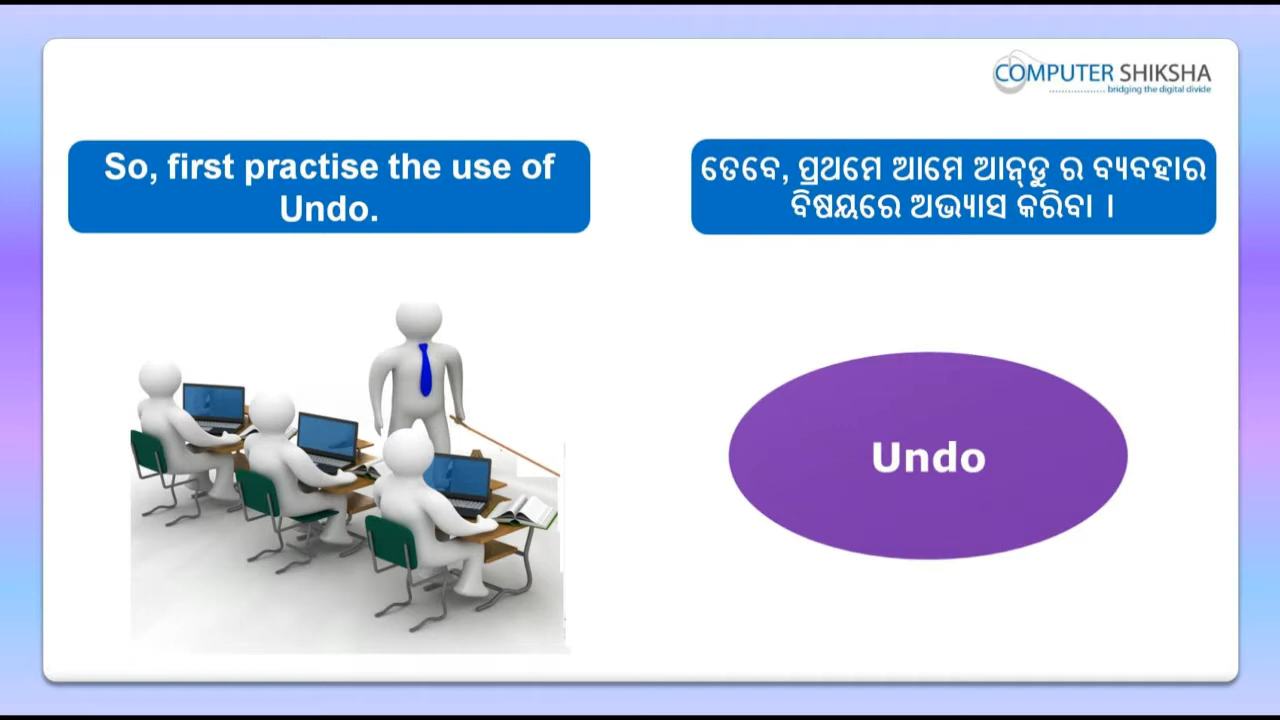 COMPUTER SHIKSHA
bridging the digital divide
So, first practise the use of
Undo.
ତେବେ, ପ୍ରଥମେ ଆମେ ଆନ୍‌ଡୁ ର ବ୍ୟବହାର
ବିଷୟରେ ଅଭ୍ୟାସ କରିବା ।
Undo